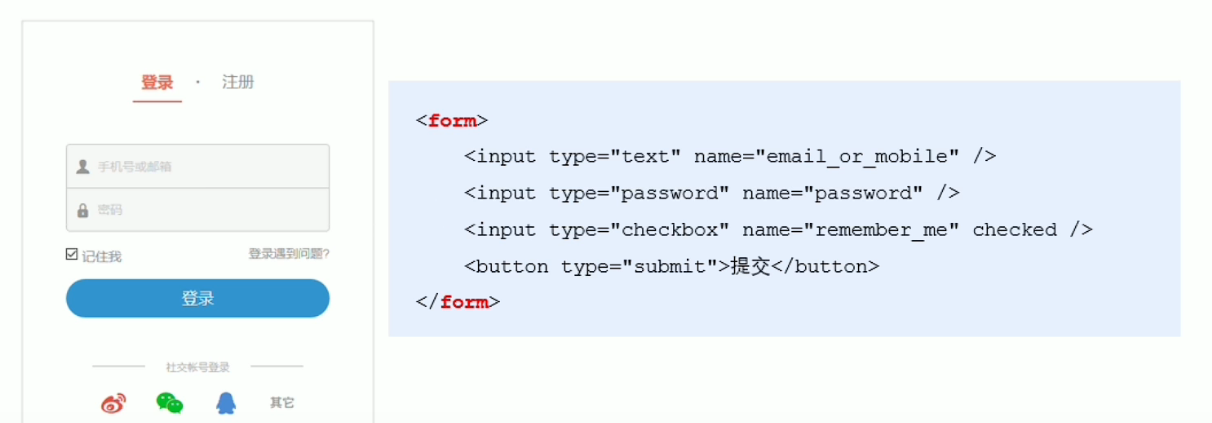 登录 · 注册
手机号或邮箱
密码
记住我 登录遇到问题?
登录
社交帐号登录
其它
<form>
<input type="text" name="email_or_mobile" />
<input type="password" name="password" />
<input type="checkbox" name="remember_me" checked />
<button type="submit">提交</button>
</form>